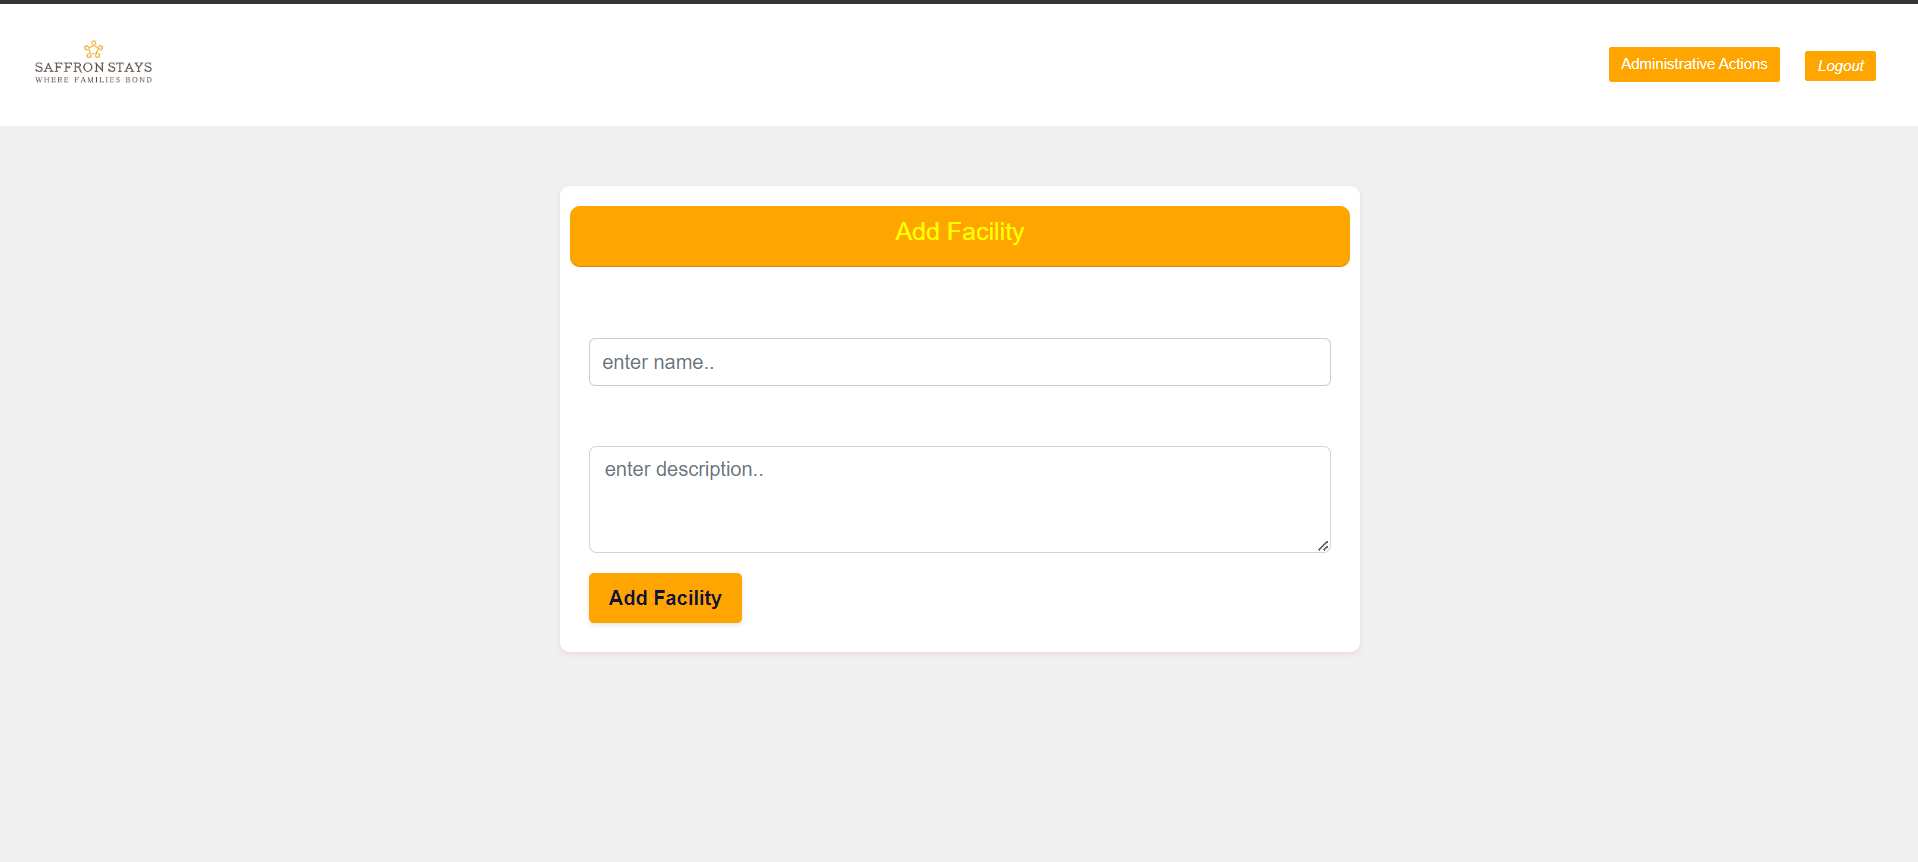 SAFFRON STAYS
WHERE FAMILIES BOND
Administrative Actions
Logout
Add Facility
enter name..
enter description..
Add Facility